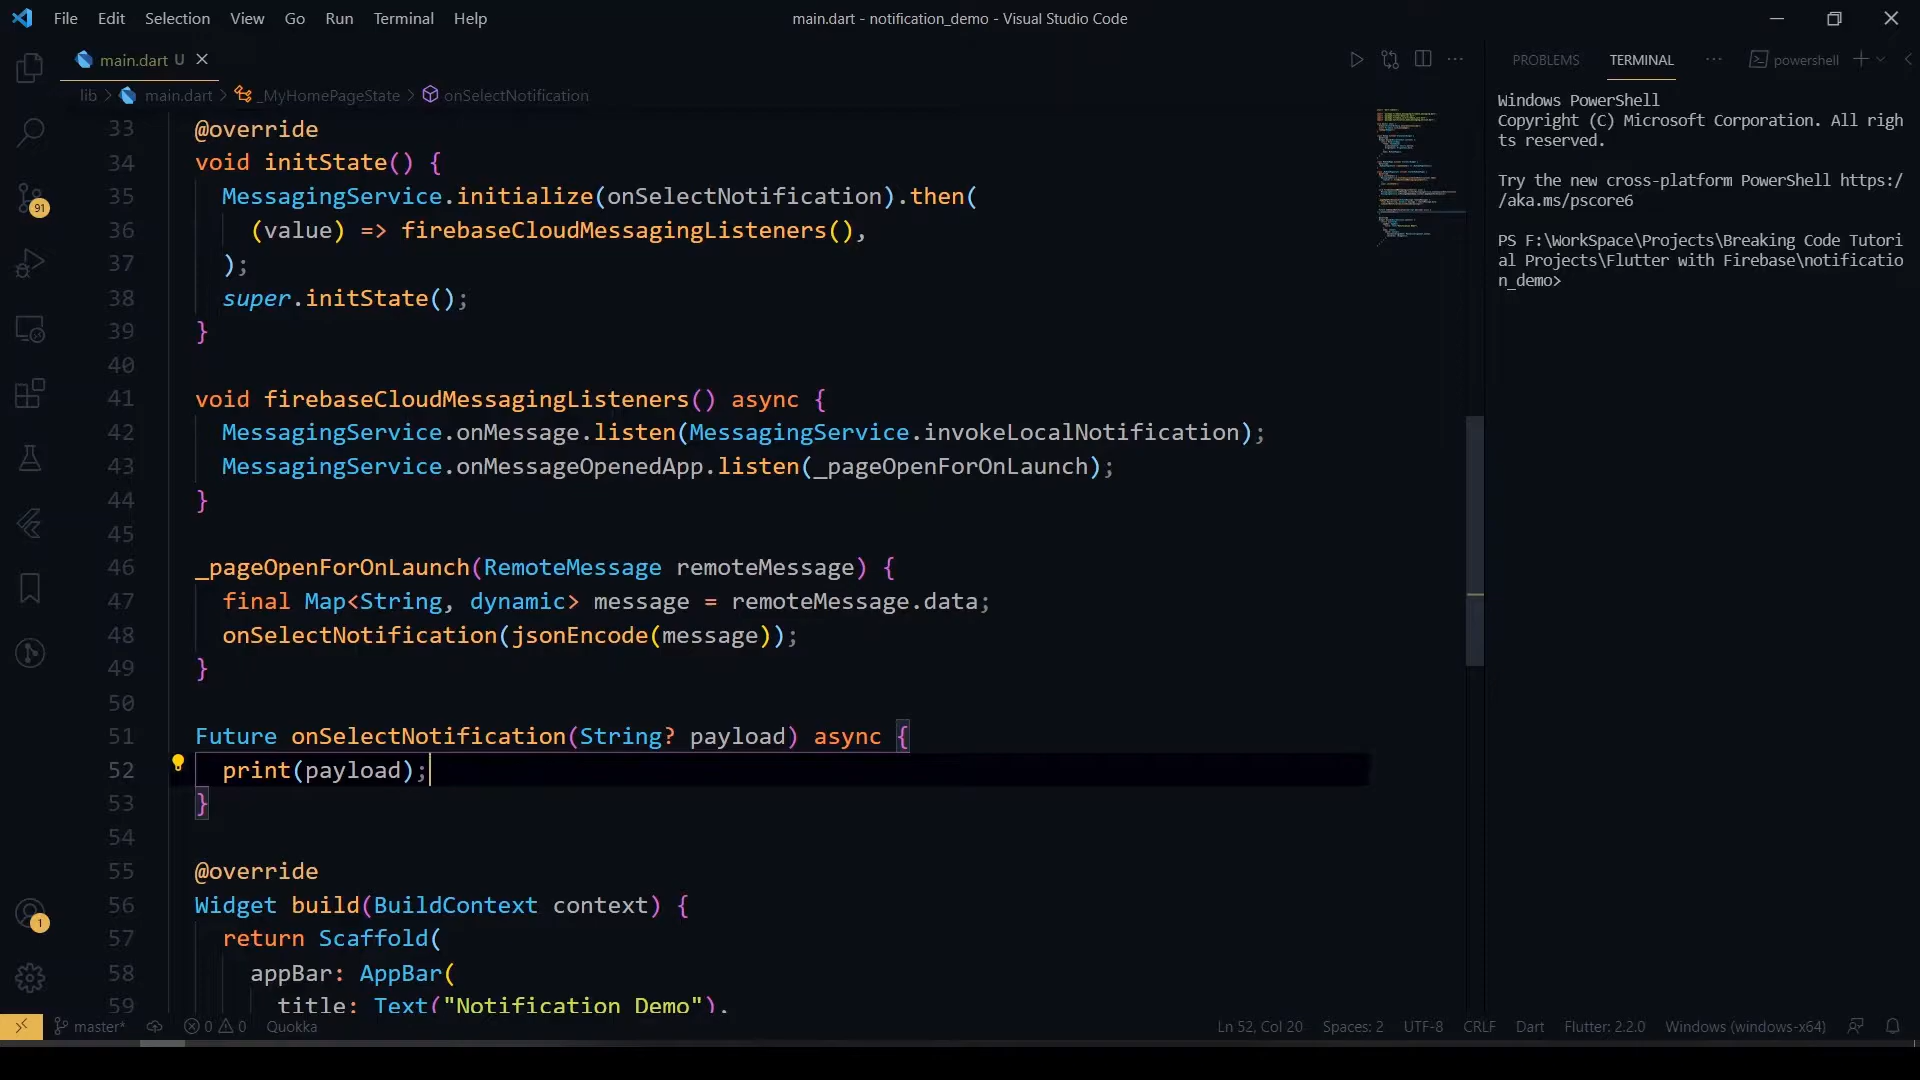 File Edit Selection View Go Run Terminal Help
main.dart - notification_demo - Visual Studio Code
main.dart U
PROBLEMS TERMINAL powershell
lib > main.dart > _MyHomePageState > onSelectNotification
33 @override
34 void initState() {
35 MessagingService.initialize(onSelectNotification).then(
36 (value) => firebaseCloudMessagingListeners(),
37 );
38 super.initState();
39 }
40
41 void firebaseCloudMessagingListeners() async {
42 MessagingService.onMessage.listen(MessagingService.invokeLocalNotification);
43 MessagingService.onMessageOpenedApp.listen(_pageOpenForOnLaunch);
44 }
45
46 _pageOpenForOnLaunch(RemoteMessage remoteMessage) {
47 final Map<String, dynamic> message = remoteMessage.data;
48 onSelectNotification(jsonEncode(message));
49 }
50
51 Future onSelectNotification(String? payload) async {
52 print(payload);
53 }
54
55 @override
56 Widget build(BuildContext context) {
57 return Scaffold(
58 appBar: AppBar(
59 title: Text("Notification Demo"),
Windows PowerShell
Copyright (C) Microsoft Corporation. All righ
ts reserved.
Try the new cross-platform PowerShell https:/
/aka.ms/pscore6
PS F:\WorkSpace\Projects\Breaking Code Tutori
al Projects\Flutter with Firebase\notificatio
n_demo>
91
1
master* 0 0 Quokka
Ln 52, Col 20 Spaces: 2 UTF-8 CRLF Dart Flutter: 2.2.0 Windows (windows-x64)